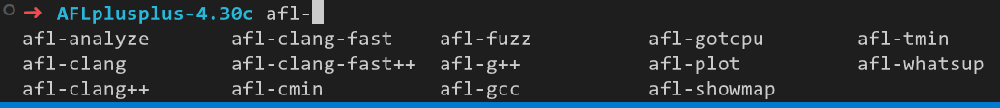 ➜ AFLplusplus-4.30c afl-
afl-analyze afl-clang-fast afl-fuzz afl-gotcpu afl-tmin
afl-clang afl-clang-fast++ afl-g++ afl-plot afl-whatsup
afl-clang++ afl-cmin afl-gcc afl-showmap